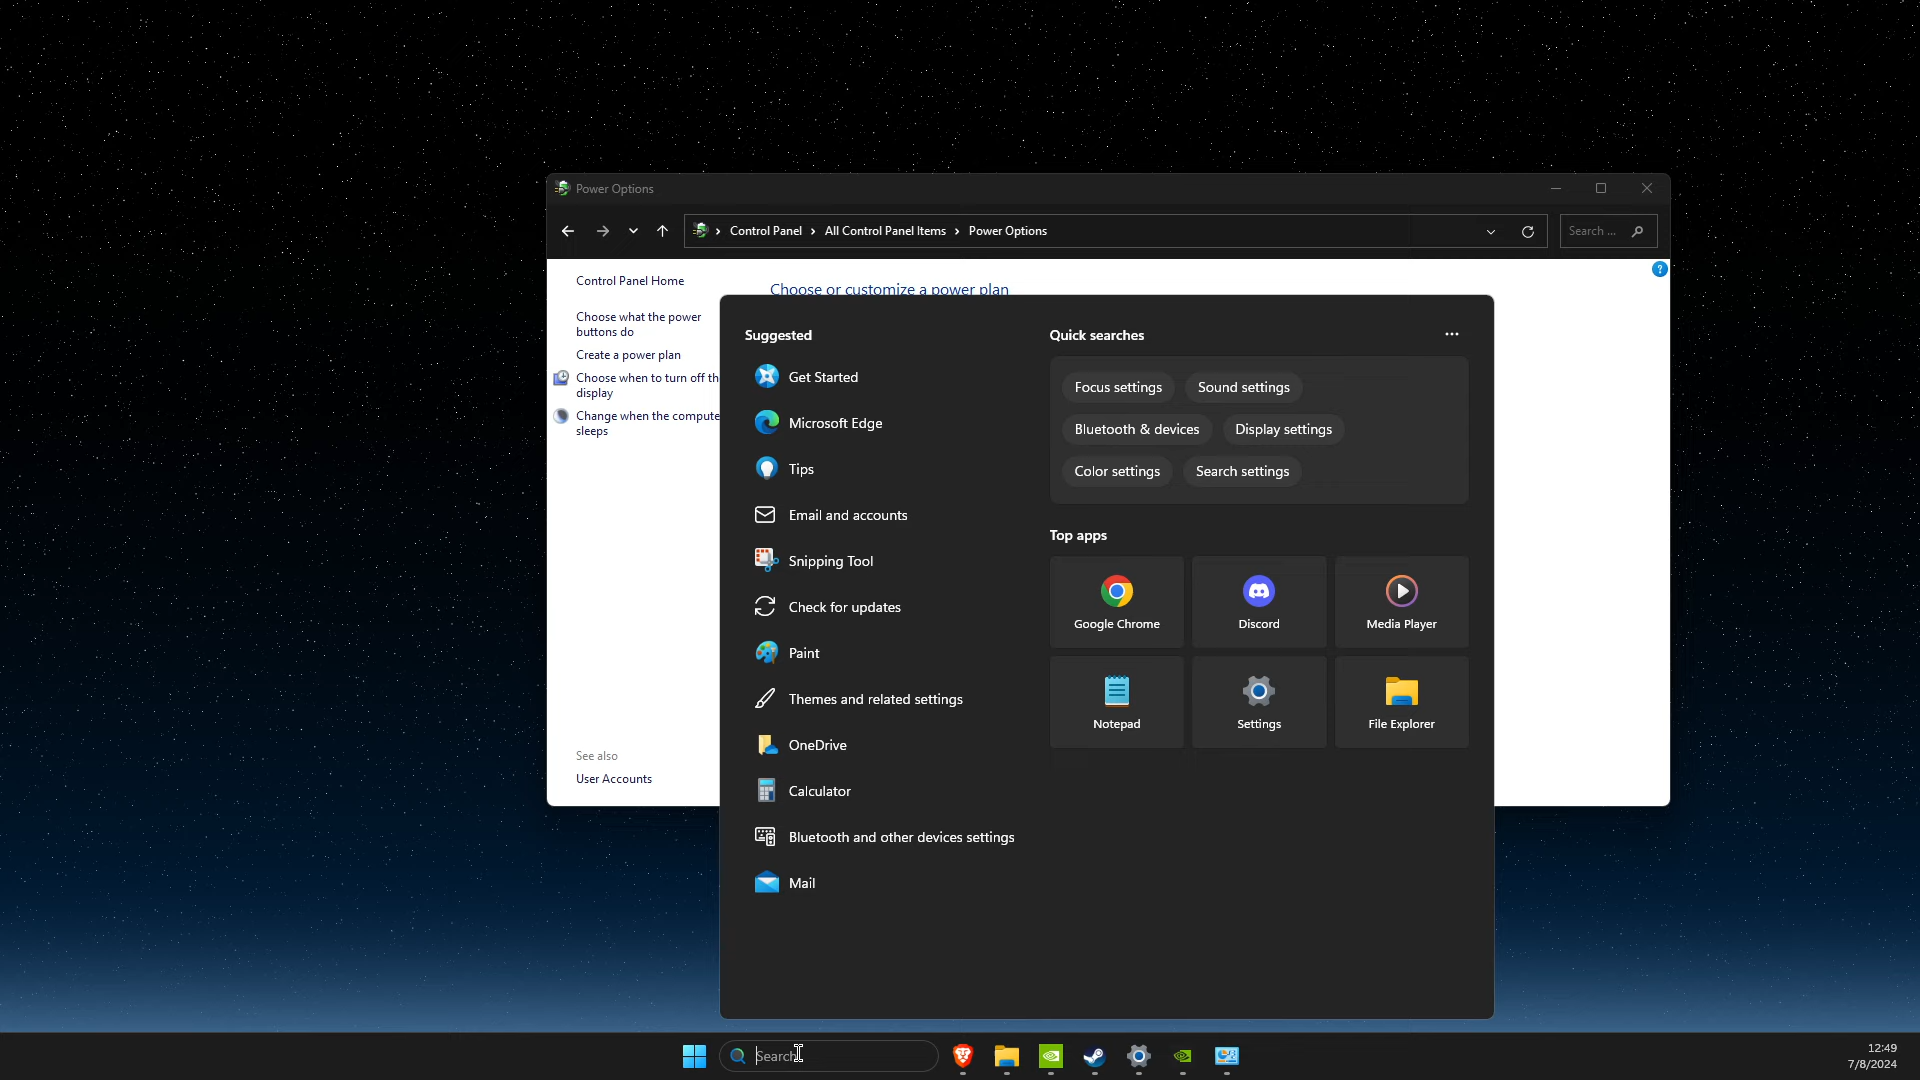 Power Options
Control Panel
All Control Panel Items
Power Options
Search ...
Control Panel Home
Choose or customize a power plan
Choose what the power
buttons do
Create a power plan
Choose when to turn off th
display
Change when the compute
sleeps
See also
User Accounts
Suggested
Get Started
Microsoft Edge
Tips
Email and accounts
Snipping Tool
Check for updates
Paint
Themes and related settings
OneDrive
Calculator
Bluetooth and other devices settings
Mail
Quick searches
Focus settings
Sound settings
Bluetooth & devices
Display settings
Color settings
Search settings
Top apps
Google Chrome
Discord
Media Player
Notepad
Settings
File Explorer
Search
12:49
7/8/2024